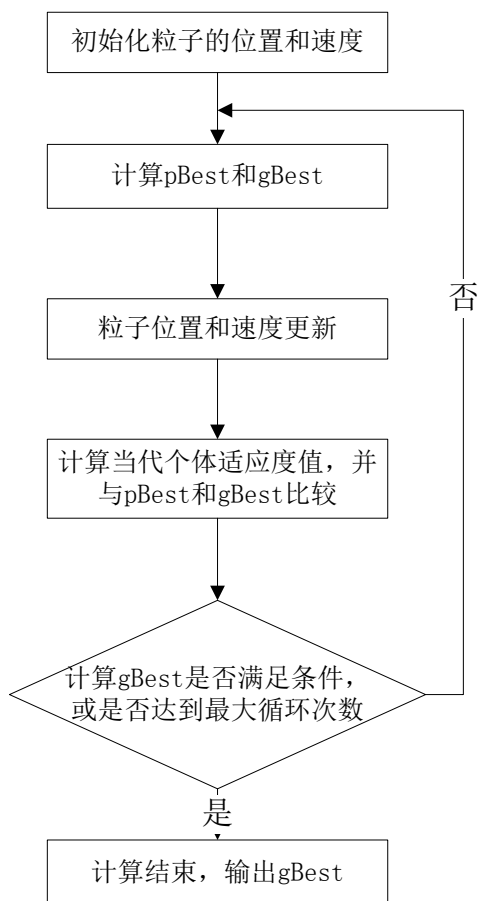 初始化粒子的位置和速度
计算pBest和gBest
否
粒子位置和速度更新
计算当代个体适应度值，并
与pBest和gBest比较
计算gBest是否满足条件，
或是否达到最大循环次数
是
计算结束，输出gBest